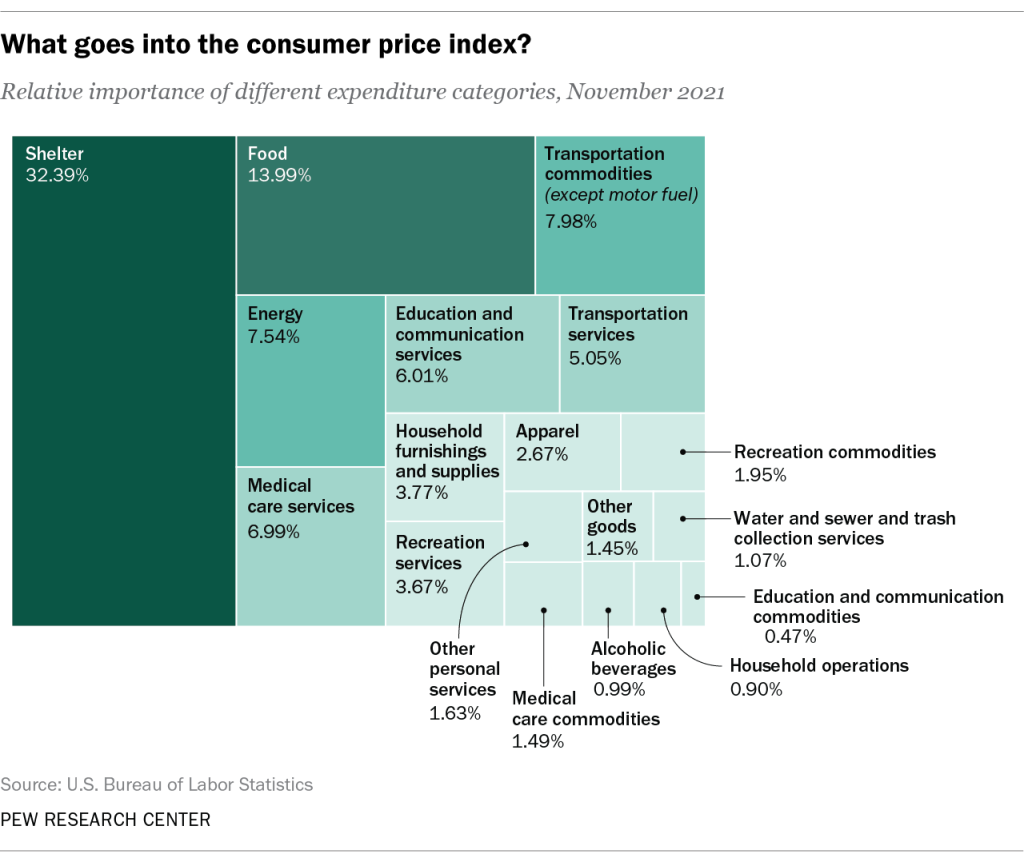 What goes into the consumer price index?
Relative importance of different expenditure categories, November 2021
Shelter
32.39%
Food
13.99%
Transportation
commodities
(except motor fuel)
7.98%
Energy
7.54%
Education and
communication
services
6.01%
Transportation
services
5.05%
Medical
care services
6.99%
Household
furnishings
and supplies
3.77%
Apparel
2.67%
Recreation commodities
1.95%
Other
goods
1.45%
Water and sewer and trash
collection services
1.07%
Recreation
services
3.67%
Education and communication
commodities
0.47%
Other
personal
services
1.63%
Medical
care commodities
1.49%
Alcoholic
beverages
0.99%
Household operations
0.90%
Source: U.S. Bureau of Labor Statistics
PEW RESEARCH CENTER